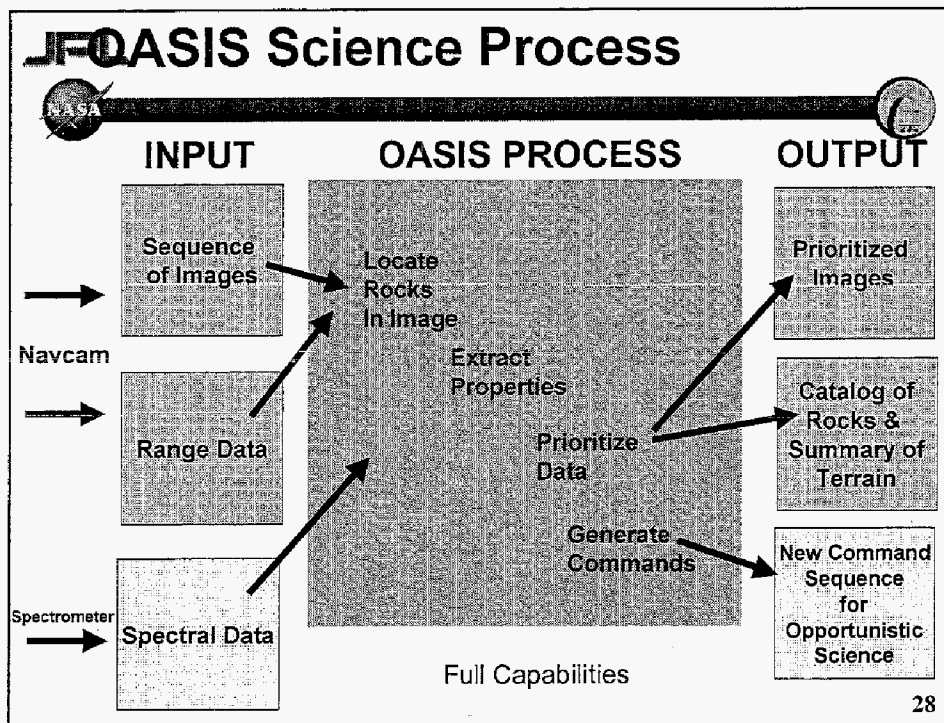 JPL OASIS Science Process
NASA
INPUT
OASIS PROCESS
OUTPUT
Sequence
of Images
Navcam
Range Data
Spectrometer
Spectral Data
Locate
Rocks
In Image
Extract
Properties
Prioritize
Data
Generate
Commands
Full Capabilities
Prioritized
Images
Catalog of
Rocks &
Summary of
Terrain
New Command
Sequence
for
Opportunistic
Science
28